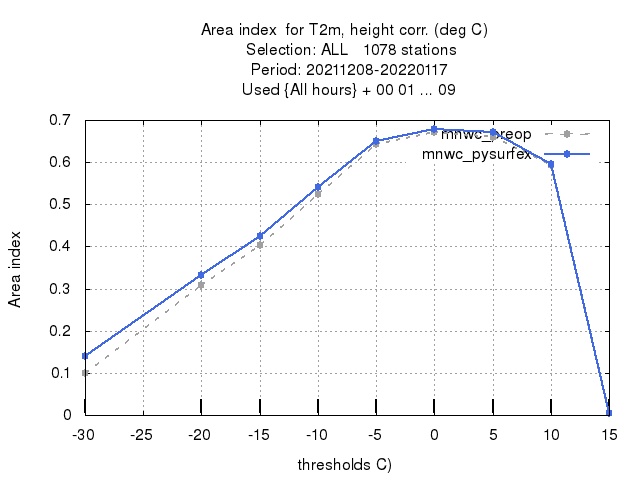 Area index  for T2m, height corr. (deg C)
Selection: ALL   1078 stations
Period: 20211208-20220117
Used {All hours} + 00 01 ... 09
0.7
0.6
0.5
0.4
0.3
0.2
0.1
0
Area index
mnwc_preop
mnwc_pysurfex
-30 -25 -20 -15 -10 -5 0 5 10 15
thresholds C)